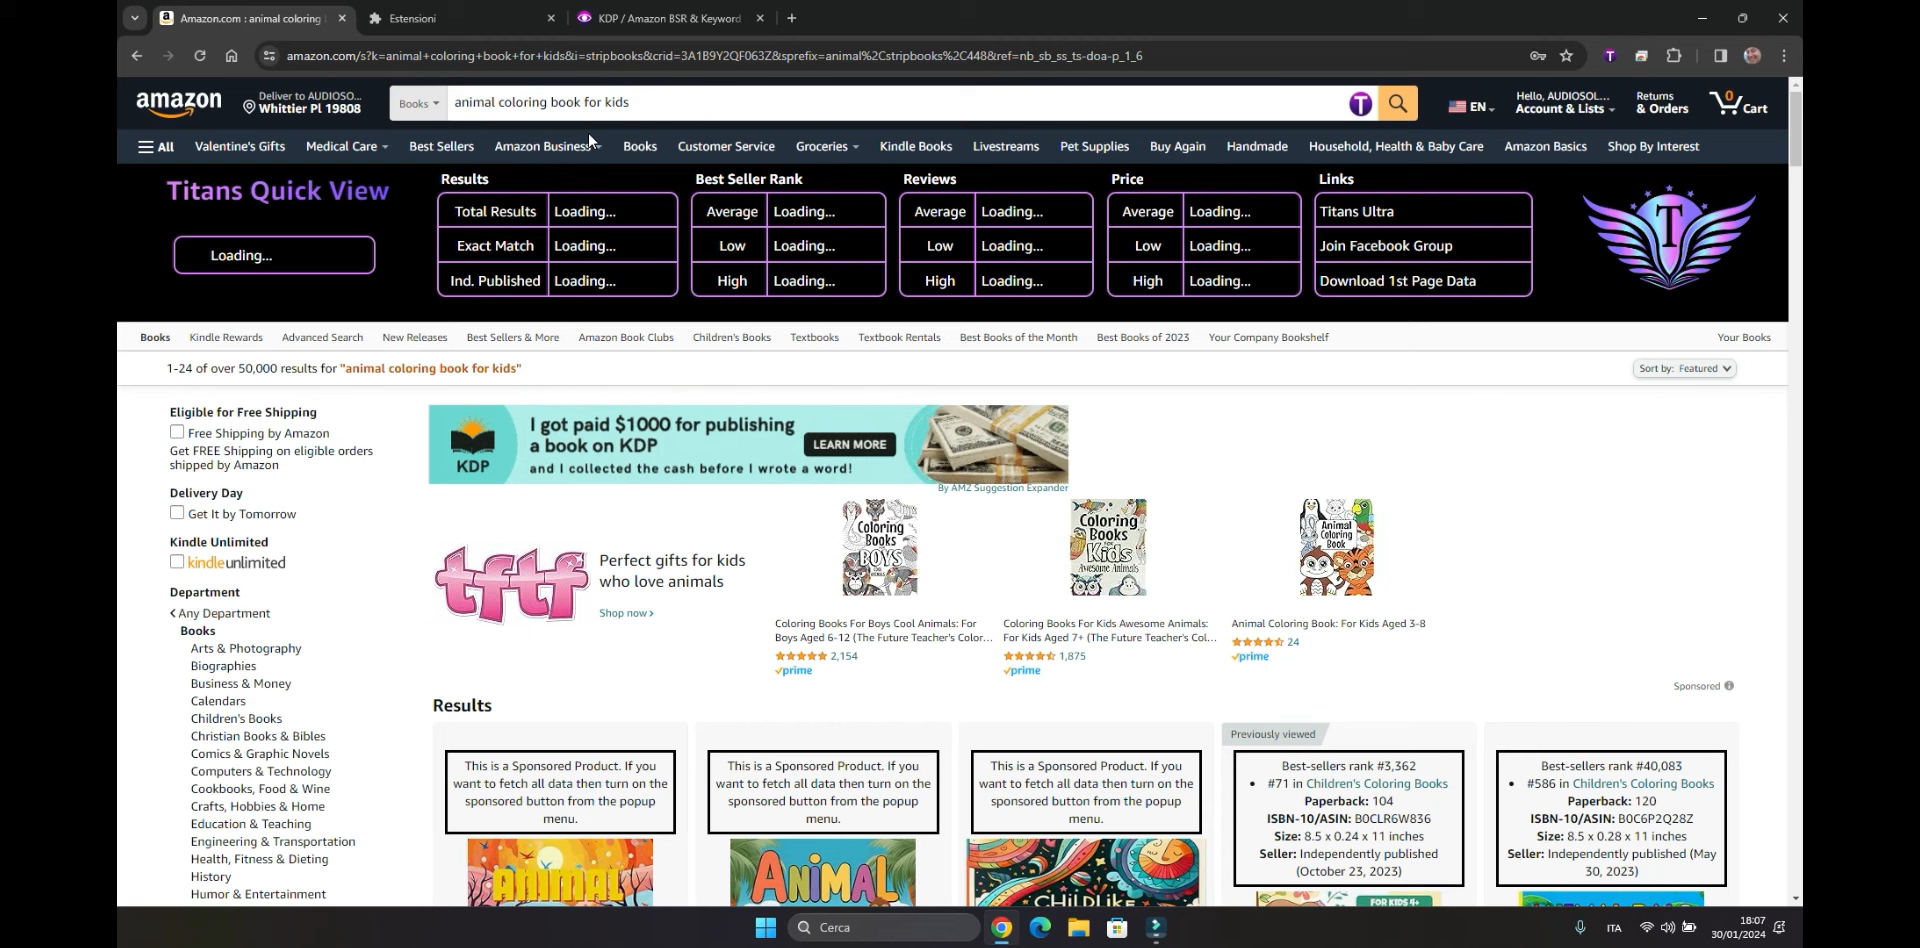 Amazon.com : animal coloring
Estensioni
KDP / Amazon BSR & Keyword
amazon.com/s?k=animal+coloring+book+for+kids&i=stripbooks&crid=3A1B9Y2QF063Z&sprefix=animal%2Cstripbooks%2C448&ref=nb_sb_ss_ts-doa-p_1_6
amazon
Deliver to AUDIOSO...
Whittier Pl 19808
Books
animal coloring book for kids
T
EN
Hello, AUDIOSOL...
Account & Lists
Returns
& Orders
0
Cart
All
Valentine's Gifts
Medical Care
Best Sellers
Amazon Business
Books
Customer Service
Groceries
Kindle Books
Livestreams
Pet Supplies
Buy Again
Handmade
Household, Health & Baby Care
Amazon Basics
Shop By Interest
Titans Quick View
Loading...
Results
Total Results Loading...
Exact Match Loading...
Ind. Published Loading...
Best Seller Rank
Average Loading...
Low Loading...
High Loading...
Reviews
Average Loading...
Low Loading...
High Loading...
Price
Average Loading...
Low Loading...
High Loading...
Links
Titans Ultra
Join Facebook Group
Download 1st Page Data
T
Books
Kindle Rewards
Advanced Search
New Releases
Best Sellers & More
Amazon Book Clubs
Children's Books
Textbooks
Textbook Rentals
Best Books of the Month
Best Books of 2023
Your Company Bookshelf
Your Books
1-24 of over 50,000 results for "animal coloring book for kids"
Sort by: Featured
Eligible for Free Shipping
Free Shipping by Amazon
Get FREE Shipping on eligible orders
shipped by Amazon
Delivery Day
Get It by Tomorrow
Kindle Unlimited
kindleunlimited
Department
Any Department
Books
Arts & Photography
Biographies
Business & Money
Calendars
Children's Books
Christian Books & Bibles
Comics & Graphic Novels
Computers & Technology
Cookbooks, Food & Wine
Crafts, Hobbies & Home
Education & Teaching
Engineering & Transportation
Health, Fitness & Dieting
History
Humor & Entertainment
KDP
I got paid $1000 for publishing
a book on KDP
LEARN MORE
and I collected the cash before I wrote a word!
By AMZ Suggestion Expander
tftf
Perfect gifts for kids
who love animals
Shop now
Coloring
Books
BOYS
Coloring Books For Boys Cool Animals: For
Boys Aged 6-12 (The Future Teacher's Color...
2,154
prime
Coloring
Books
FOR
Kids
Awesome Animals
Coloring Books For Kids Awesome Animals:
For Kids Aged 7+ (The Future Teacher's Col...
1,875
prime
Animal
Coloring
Book
Animal Coloring Book: For Kids Aged 3-8
24
prime
Sponsored
Results
This is a Sponsored Product. If you
want to fetch all data then turn on the
sponsored button from the popup
menu.
ANIMAL
This is a Sponsored Product. If you
want to fetch all data then turn on the
sponsored button from the popup
menu.
ANIMAL
This is a Sponsored Product. If you
want to fetch all data then turn on the
sponsored button from the popup
menu.
CHILDLIKE
Previously viewed
Best-sellers rank #3,362
#71 in Children's Coloring Books
Paperback: 104
ISBN-10/ASIN: B0CLR6W836
Size: 8.5 x 0.24 x 11 inches
Seller: Independently published
(October 23, 2023)
FOR KIDS 4+
Best-sellers rank #40,083
#586 in Children's Coloring Books
Paperback: 120
ISBN-10/ASIN: B0C6P2Q28Z
Size: 8.5 x 0.28 x 11 inches
Seller: Independently published (May
30, 2023)
Cerca
ITA
18:07
30/01/2024